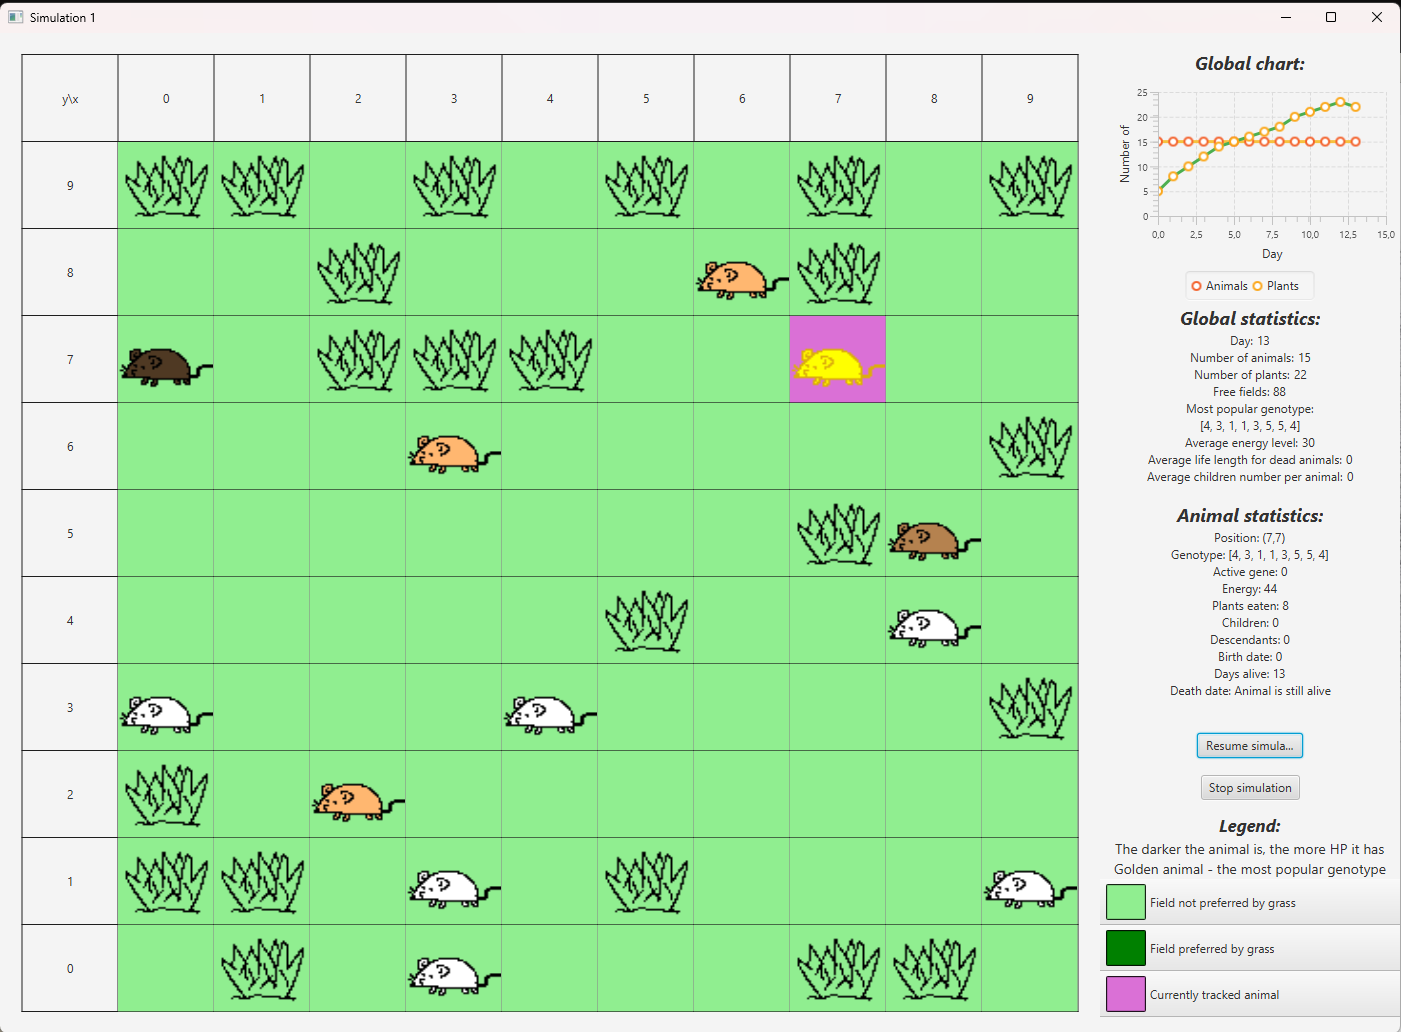 Simulation 1
y\x 0 1 2 3 4 5 6 7 8 9
9
8
7
6
5
4
3
2
1
0
Global chart:
Number of
25
20
15
10
5
0
0,0 2,5 5,0 7,5 10,0 12,5 15,0
Day
Animals Plants
Global statistics:
Day: 13
Number of animals: 15
Number of plants: 22
Free fields: 88
Most popular genotype:
[4, 3, 1, 1, 3, 5, 5, 4]
Average energy level: 30
Average life length for dead animals: 0
Average children number per animal: 0
Animal statistics:
Position: (7,7)
Genotype: [4, 3, 1, 1, 3, 5, 5, 4]
Active gene: 0
Energy: 44
Plants eaten: 8
Children: 0
Descendants: 0
Birth date: 0
Days alive: 13
Death date: Animal is still alive
Resume simula...
Stop simulation
Legend:
The darker the animal is, the more HP it has
Golden animal - the most popular genotype
Field not preferred by grass
Field preferred by grass
Currently tracked animal